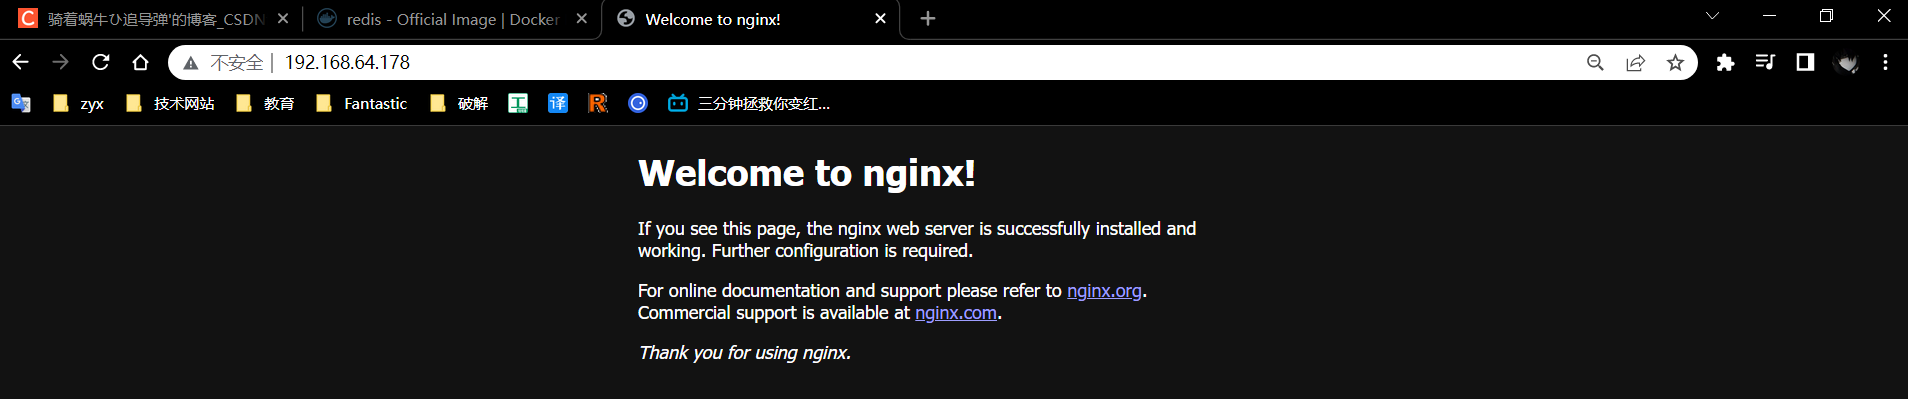 骑着蜗牛ひ追导弹'的博客_CSDN
redis - Official Image | Docker
Welcome to nginx!
不安全
192.168.64.178
zyx
技术网站
教育
Fantastic
破解
工
译
R
三分钟拯救你变红...
Welcome to nginx!
If you see this page, the nginx web server is successfully installed and
working. Further configuration is required.
For online documentation and support please refer to nginx.org.
Commercial support is available at nginx.com.
Thank you for using nginx.